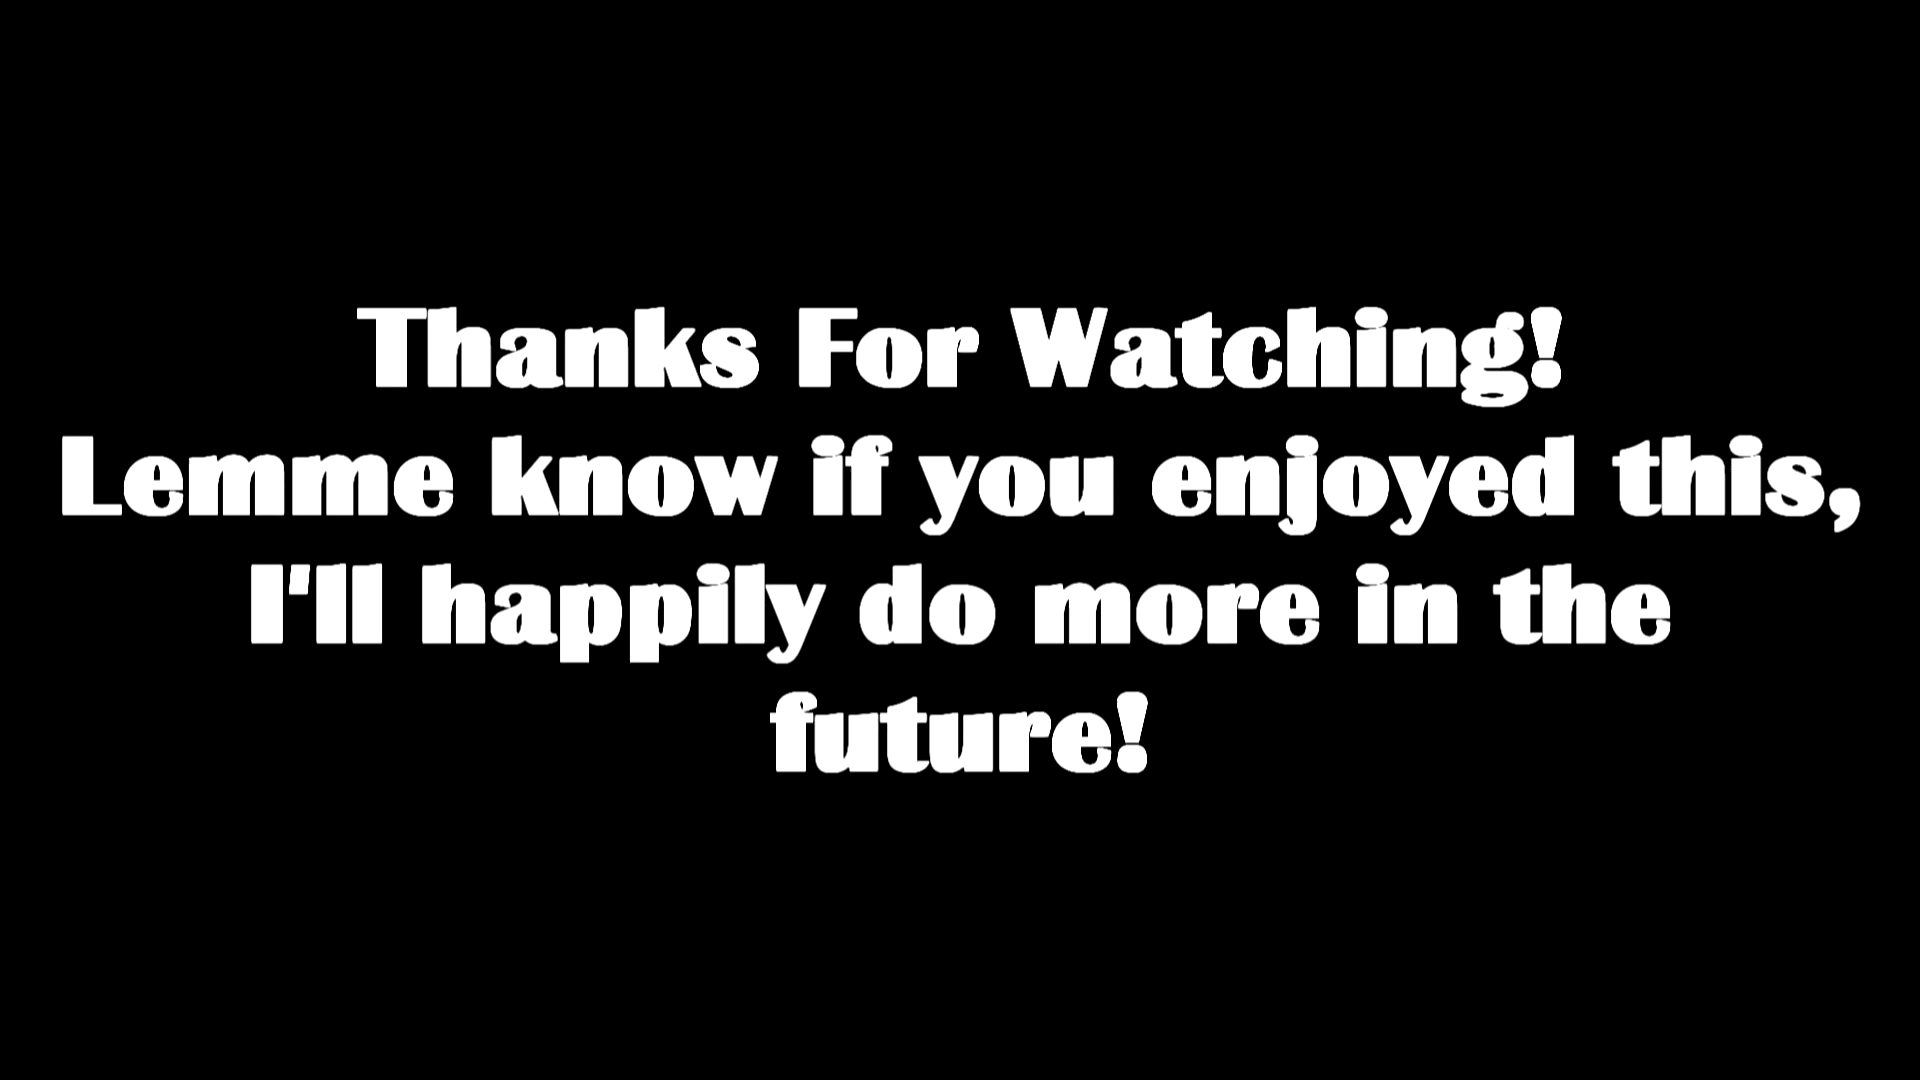 Thanks For Watching!
Lemme know if you enjoyed this,
I'll happily do more in the
future!